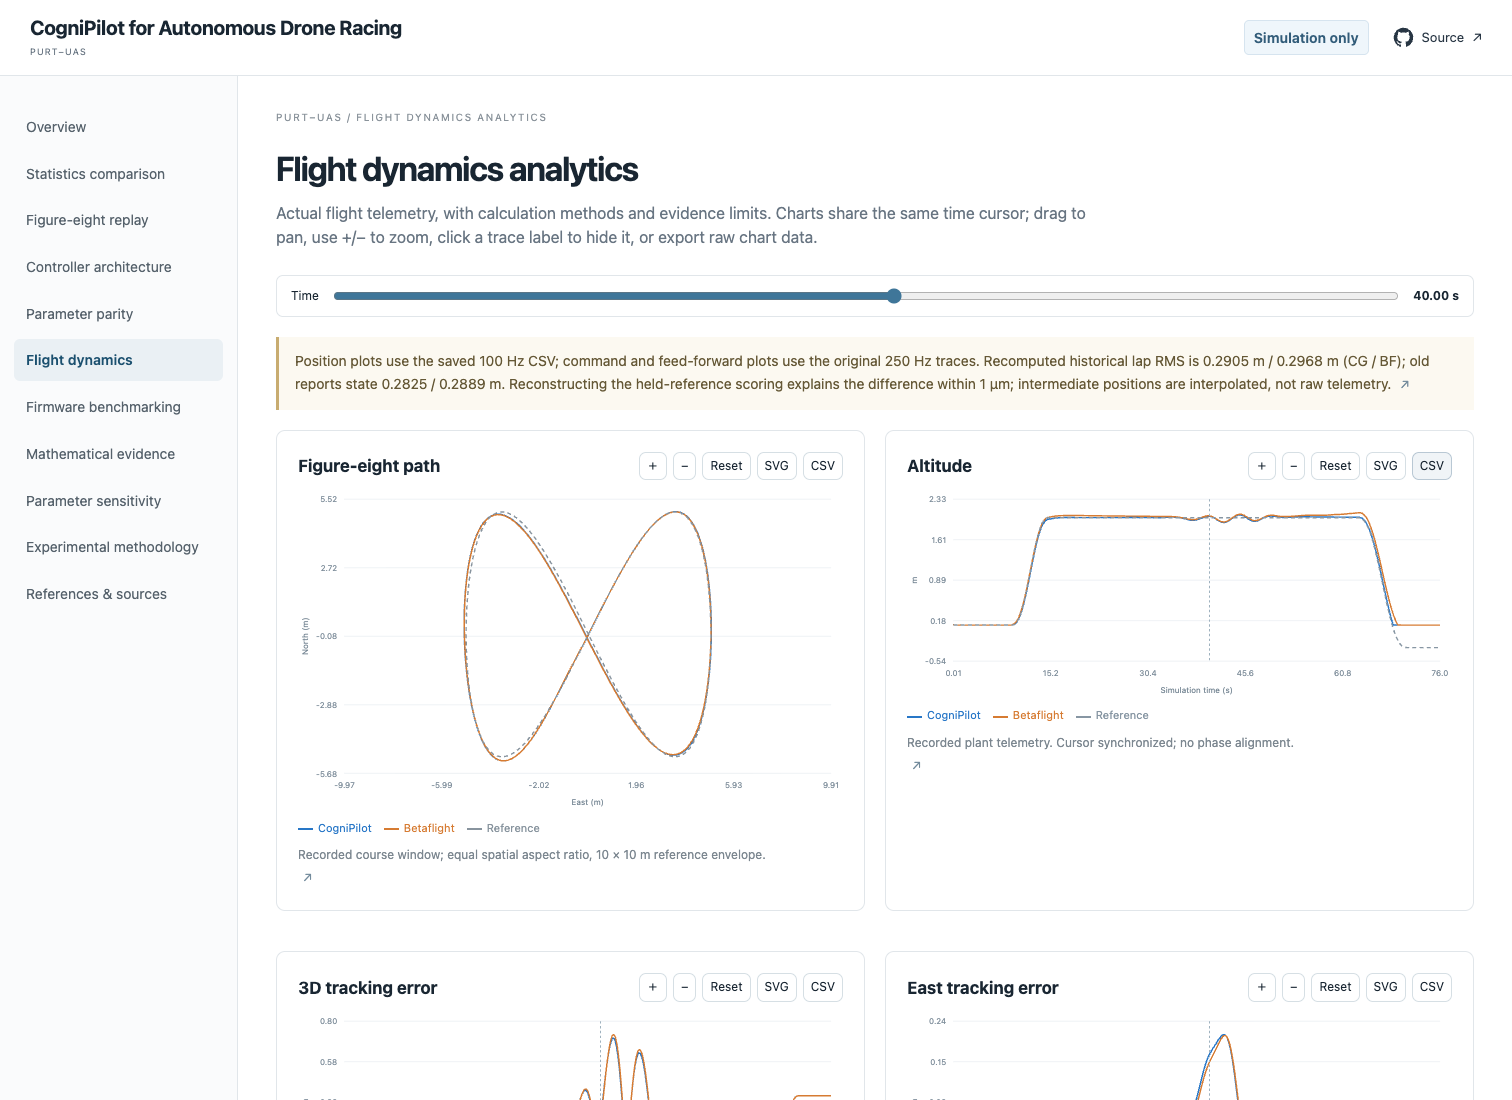 CogniPilot for Autonomous Drone Racing
PURT–UAS
Simulation only
Source ↗
Overview
Statistics comparison
Figure-eight replay
Controller architecture
Parameter parity
Flight dynamics
Firmware benchmarking
Mathematical evidence
Parameter sensitivity
Experimental methodology
References & sources
PURT–UAS / FLIGHT DYNAMICS ANALYTICS
Flight dynamics analytics
Actual flight telemetry, with calculation methods and evidence limits. Charts share the same time cursor; drag to
pan, use +/− to zoom, click a trace label to hide it, or export raw chart data.
Time
40.00 s
Position plots use the saved 100 Hz CSV; command and feed-forward plots use the original 250 Hz traces. Recomputed historical lap RMS is 0.2905 m / 0.2968 m (CG / BF); old
reports state 0.2825 / 0.2889 m. Reconstructing the held-reference scoring explains the difference within 1 µm; intermediate positions are interpolated, not raw telemetry. ↗
Figure-eight path
+ − Reset SVG CSV
5.52
2.72
-0.08
-2.88
-5.68
North (m)
-9.97 -5.99 -2.02 1.96 5.93 9.91
East (m)
CogniPilot Betaflight Reference
Recorded course window; equal spatial aspect ratio, 10 × 10 m reference envelope.
↗
Altitude
+ − Reset SVG CSV
2.33
1.61
E 0.89
0.18
-0.54
0.01 15.2 30.4 45.6 60.8 76.0
Simulation time (s)
CogniPilot Betaflight Reference
Recorded plant telemetry. Cursor synchronized; no phase alignment.
↗
3D tracking error
+ − Reset SVG CSV
0.80
0.58
East tracking error
+ − Reset SVG CSV
0.24
0.15